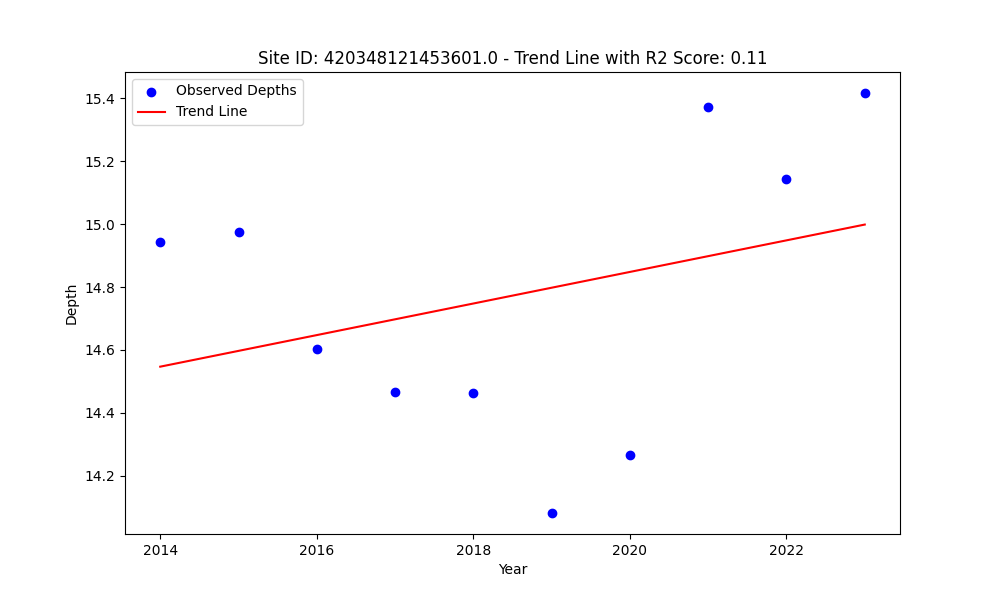 Site ID: 420348121453601.0 - Trend Line with R2 Score: 0.11
Observed Depths
Trend Line
15.4
15.2
15.0
14.8
14.6
14.4
14.2
Depth
2014
2016
2018
2020
2022
Year